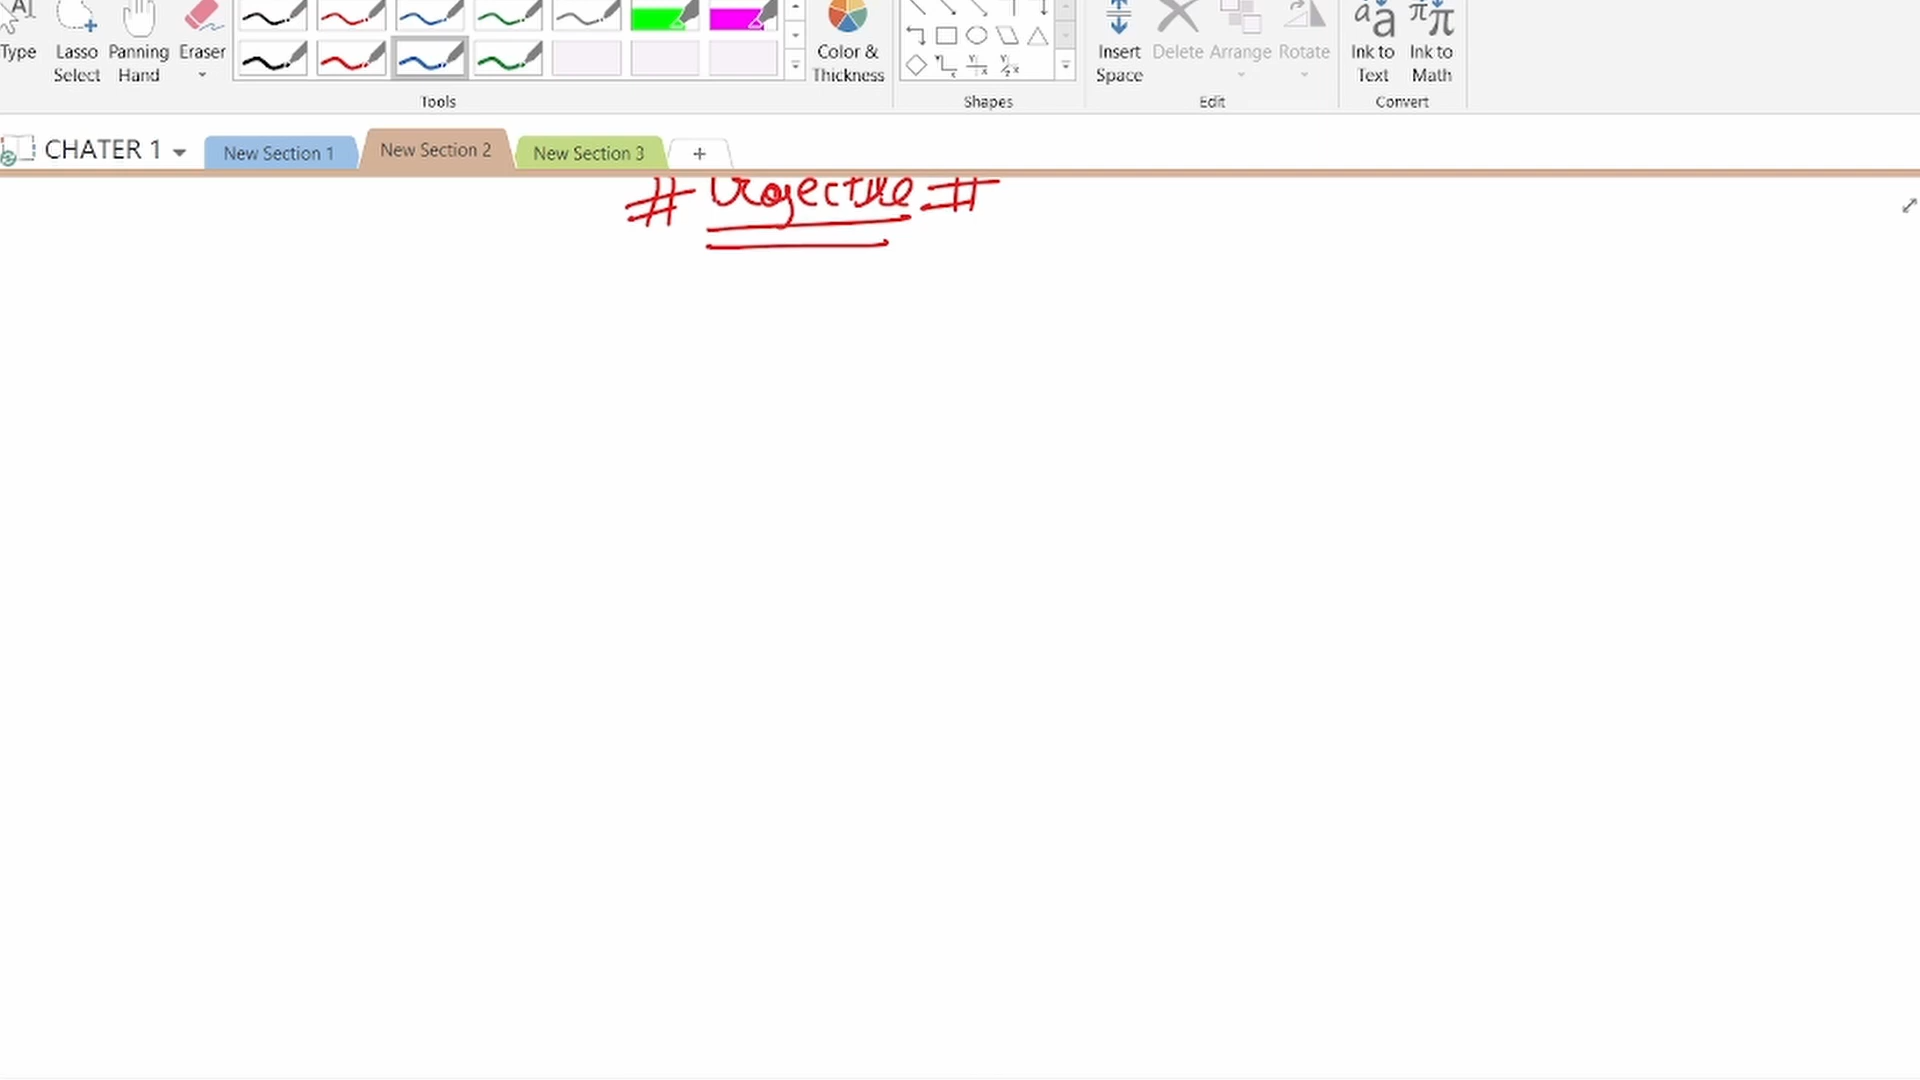 Type
Lasso Select
Panning Hand
Eraser
Color & Thickness
Insert Space
Delete
Arrange
Rotate
Ink to Text
Ink to Math
Tools
Shapes
Edit
Convert
CHATER 1
New Section 1
New Section 2
New Section 3
+
# Objective #